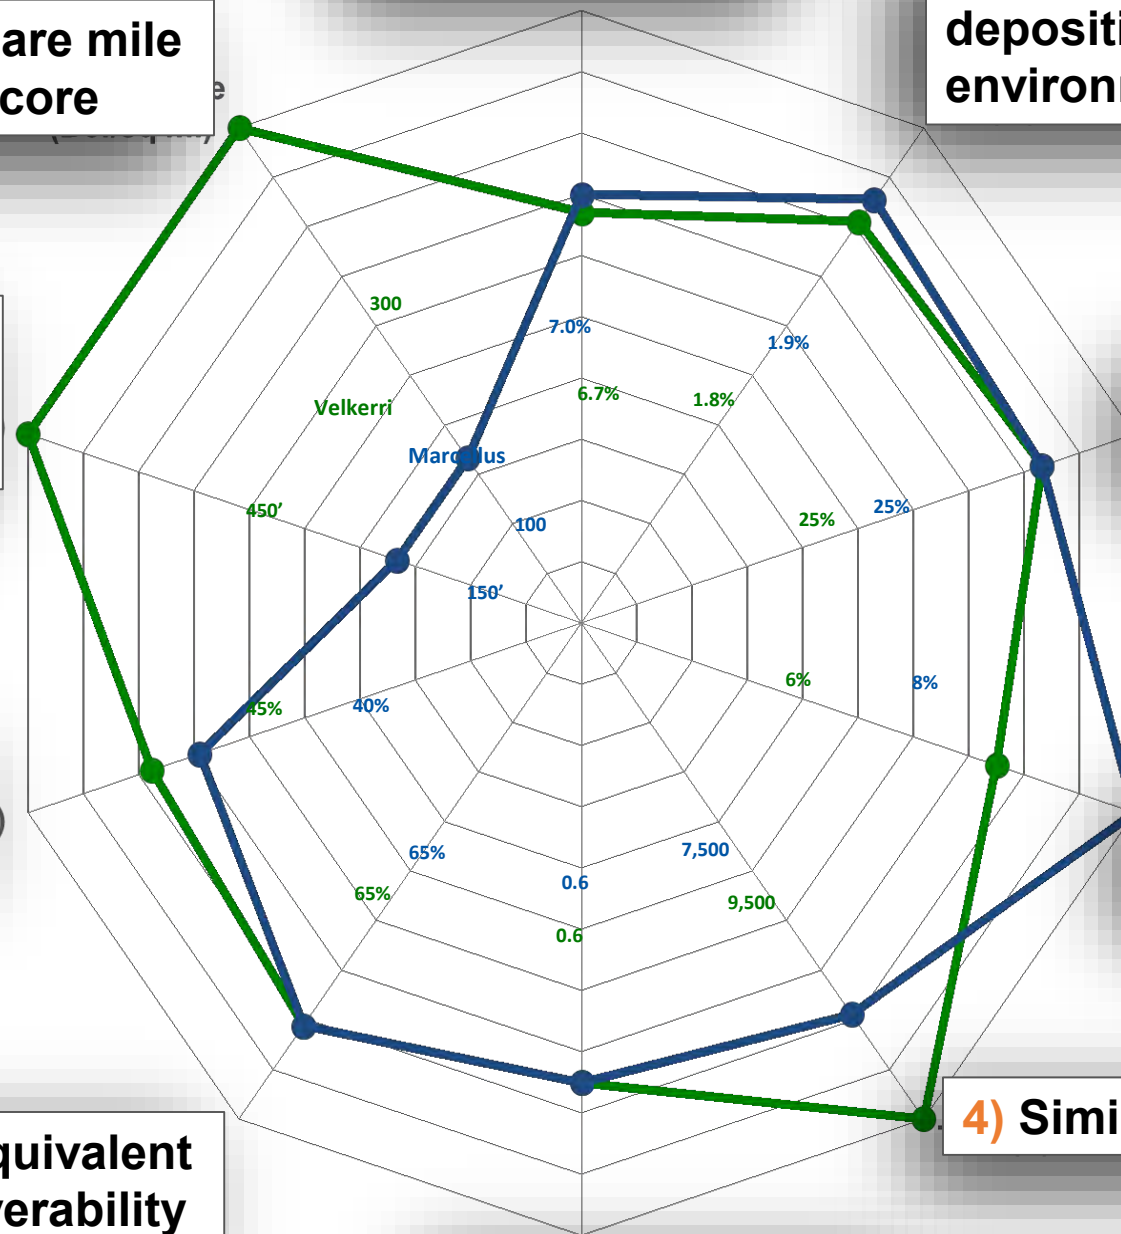 are mile
core
depositi
environ
e
300
7.0%
1.9%
6.7%
1.8%
Velkerri
Marcellus
450’
25%
25%
100
150’
6%
8%
45%
40%
65%
7,500
0.6
65%
9,500
0.6
4) Simi
quivalent
erability